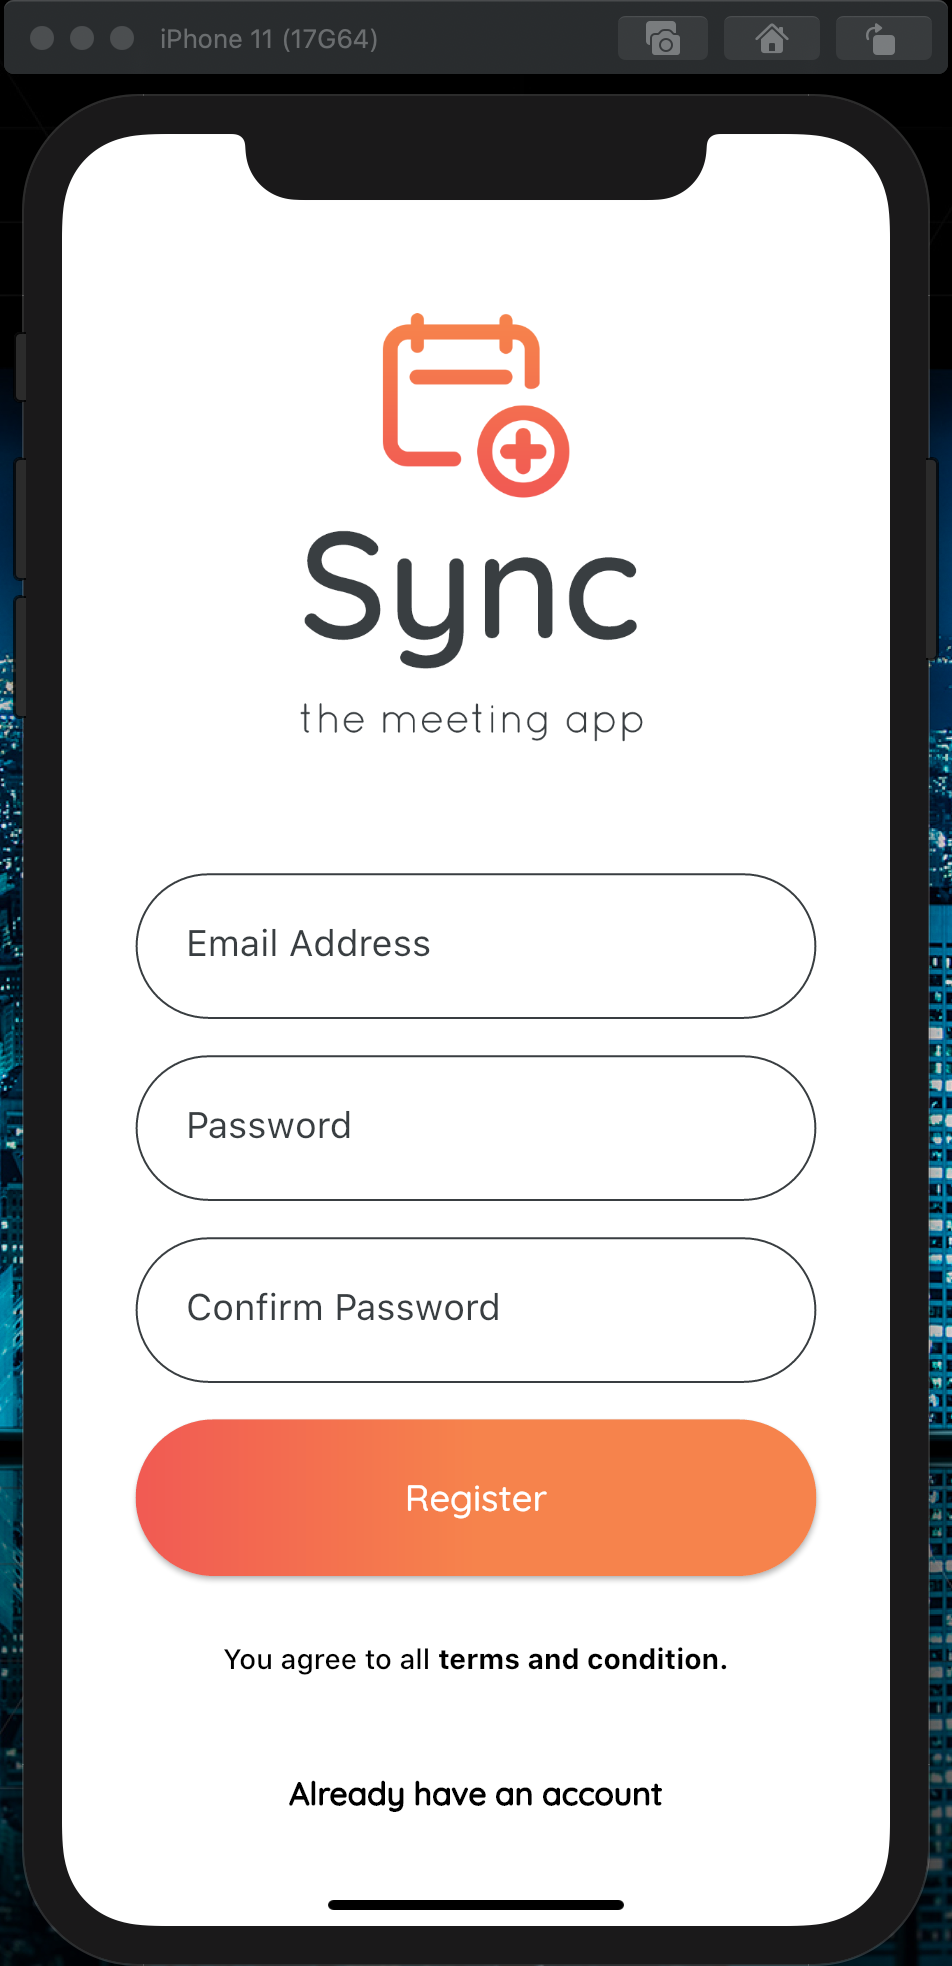 iPhone 11 (17G64)
Sync
the meeting app
Email Address
Password
Confirm Password
Register
You agree to all terms and condition.
Already have an account